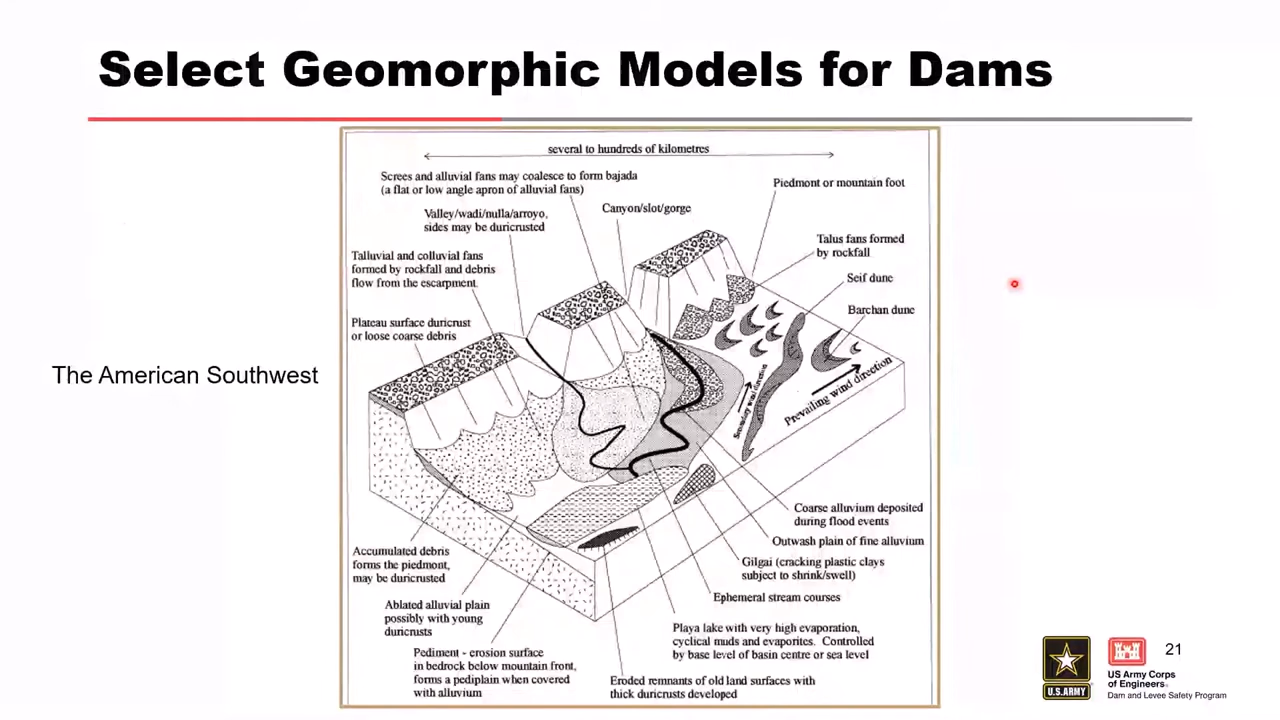 Select Geomorphic Models for Dams
several to hundreds of kilometres
Screes and alluvial fans may coalesce to form bajada
(a flat or low angle apron of alluvial fans)
Piedmont or mountain foot
Valley/wadi/nulla/arroyo,
sides may be duricrusted
Canyon/slot/gorge
Talus fans formed
by rockfall
Talluvial and colluvial fans
formed by rockfall and debris
flow from the escarpment.
Seif dune
Barchan dune
Plateau surface duricrust
or loose coarse debris
The American Southwest
Secondary wind direction
Prevailing wind direction
Coarse alluvium deposited
during flood events
Outwash plain of fine alluvium
Accumulated debris
forms the piedmont,
may be duricrusted
Gilgai (cracking plastic clays
subject to shrink/swell)
Ephemeral stream courses
Ablated alluvial plain
possibly with young
duricrusts
Playa lake with very high evaporation,
cyclical muds and evaporites. Controlled
by base level of basin centre or sea level
Pediment - erosion surface
in bedrock below mountain front,
forms a pediplain when covered
with alluvium
Eroded remnants of old land surfaces with
thick duricrusts developed
U.S.ARMY
US Army Corps
of Engineers®
Dam and Levee Safety Program
21